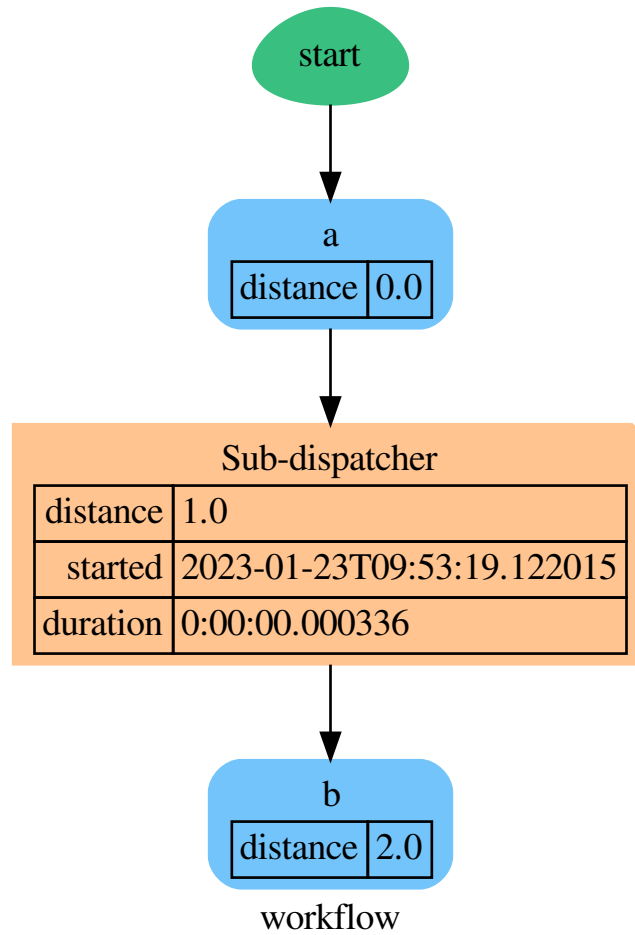 start
a
distance 0.0
Sub-dispatcher
distance 1.0
started 2023-01-23T09:53:19.122015
duration 0:00:00.000336
b
distance 2.0
workflow